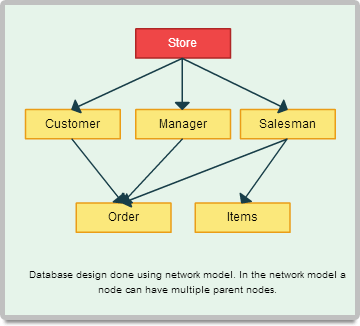 Store
Customer
Manager
Salesman
Order
Items
Database design done using network model. In the network model a
node can have multiple parent nodes.